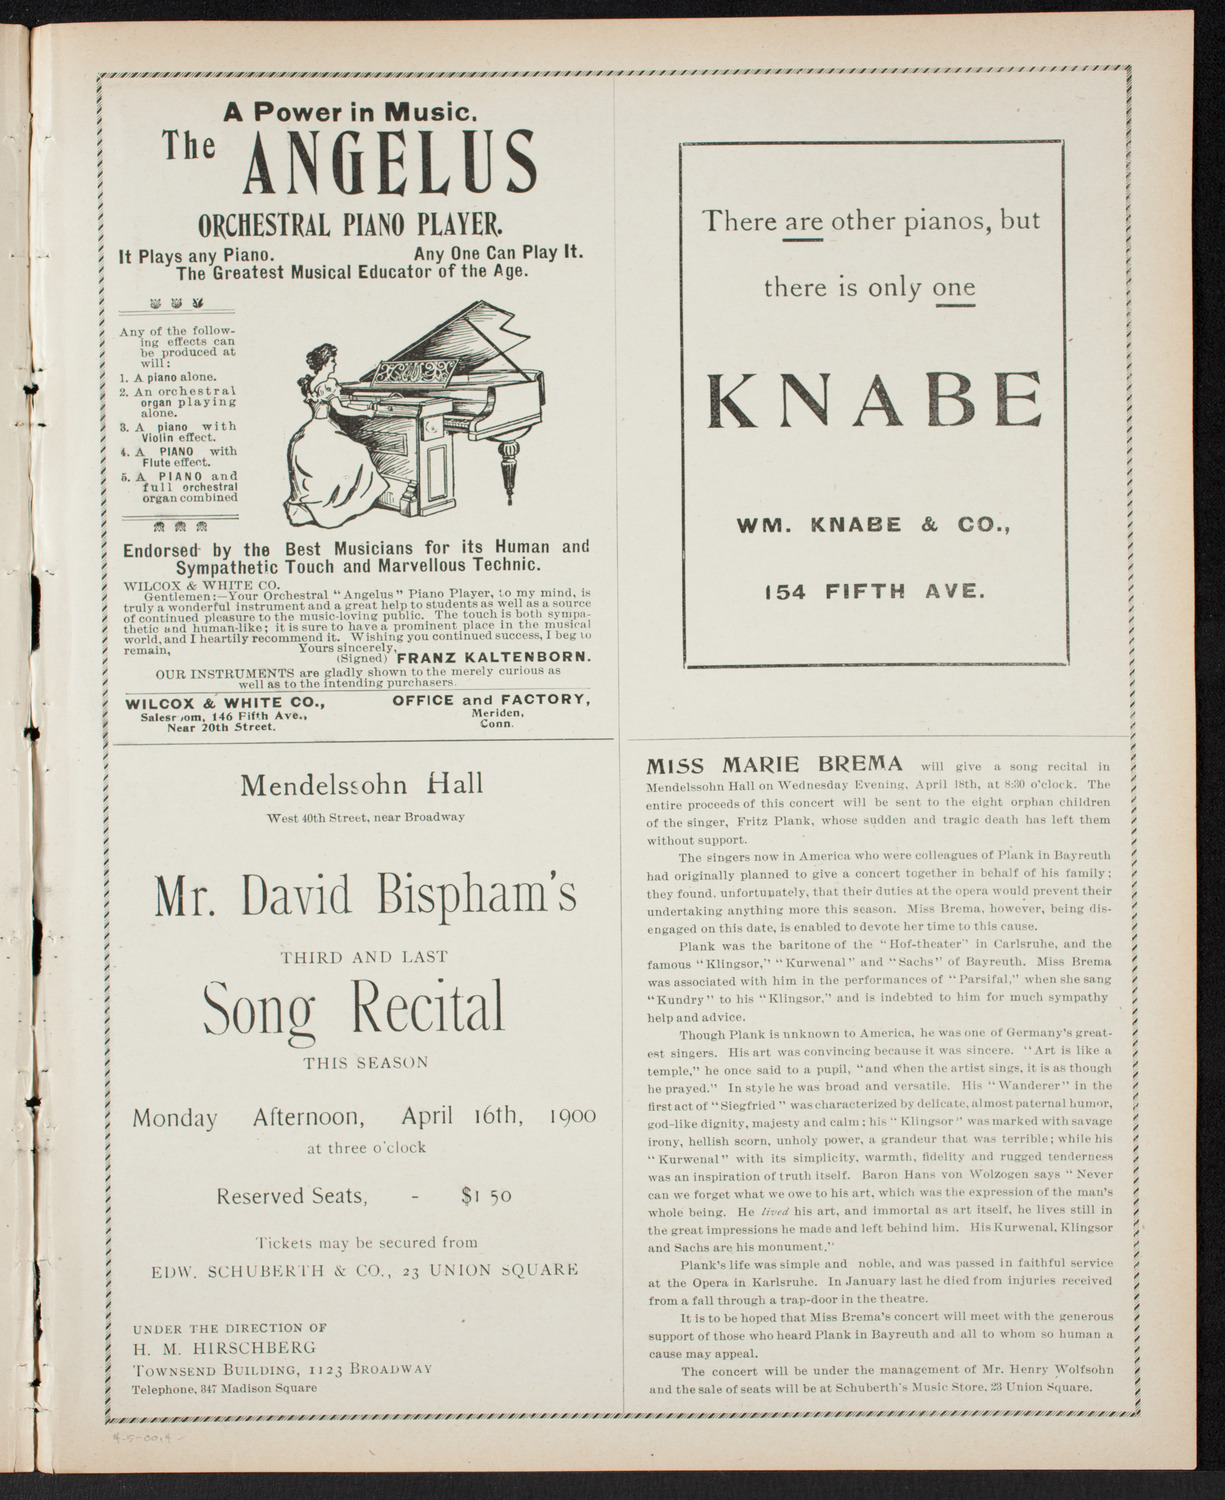 A Power in Music.
The ANGELUS
ORCHESTRAL PIANO PLAYER.
It Plays any Piano. Any One Can Play It.
The Greatest Musical Educator of the Age.
Any of the follow-
ing effects can
be produced at
will:
1. A piano alone.
2. An orchestral
organ playing
alone.
3. A piano with
Violin effect.
4. A PIANO with
Flute effect.
5. A PIANO and
full orchestral
organ combined
Endorsed by the Best Musicians for its Human and
Sympathetic Touch and Marvellous Technic.
WILCOX & WHITE CO.
Gentlemen:—Your Orchestral "Angelus" Piano Player, to my mind, is
truly a wonderful instrument and a great help to students as well as a source
of continued pleasure to the music-loving public. The touch is both sympa-
thetic and human-like; it is sure to have a prominent place in the musical
world, and I heartily recommend it. Wishing you continued success, I beg to
remain, Yours sincerely,
(Signed) FRANZ KALTENBORN.
OUR INSTRUMENTS are gladly shown to the merely curious as
well as to the intending purchasers.
WILCOX & WHITE CO., OFFICE and FACTORY,
Salesroom, 146 Fifth Ave., Meriden,
Near 20th Street. Conn.
There are other pianos, but
there is only one
KNABE
WM. KNABE & CO.,
154 FIFTH AVE.
Mendelssohn Hall
West 40th Street, near Broadway
Mr. David Bispham's
THIRD AND LAST
Song Recital
THIS SEASON
Monday Afternoon, April 16th, 1900
at three o'clock
Reserved Seats, - $1 50
Tickets may be secured from
EDW. SCHUBERTH & CO., 23 UNION SQUARE
UNDER THE DIRECTION OF
H. M. HIRSCHBERG
TOWNSEND BUILDING, 1123 BROADWAY
Telephone, 847 Madison Square
MISS MARIE BREMA will give a song recital in
Mendelssohn Hall on Wednesday Evening, April 18th, at 8:30 o'clock. The
entire proceeds of this concert will be sent to the eight orphan children
of the singer, Fritz Plank, whose sudden and tragic death has left them
without support.
The singers now in America who were colleagues of Plank in Bayreuth
had originally planned to give a concert together in behalf of his family;
they found, unfortunately, that their duties at the opera would prevent their
undertaking anything more this season. Miss Brema, however, being dis-
engaged on this date, is enabled to devote her time to this cause.
Plank was the baritone of the "Hof-theater" in Carlsruhe, and the
famous "Klingsor," "Kurwenal" and "Sachs" of Bayreuth. Miss Brema
was associated with him in the performances of "Parsifal," when she sang
"Kundry" to his "Klingsor," and is indebted to him for much sympathy
help and advice.
Though Plank is unknown to America, he was one of Germany's great-
est singers. His art was convincing because it was sincere. "Art is like a
temple," he once said to a pupil, "and when the artist sings, it is as though
he prayed." In style he was broad and versatile. His "Wanderer" in the
first act of "Siegfried" was characterized by delicate, almost paternal humor,
god-like dignity, majesty and calm; his "Klingsor" was marked with savage
irony, hellish scorn, unholy power, a grandeur that was terrible; while his
"Kurwenal" with its simplicity, warmth, fidelity and rugged tenderness
was an inspiration of truth itself. Baron Hans von Wolzogen says "Never
can we forget what we owe to his art, which was the expression of the man's
whole being. He lived his art, and immortal as art itself, he lives still in
the great impressions he made and left behind him. His Kurwenal, Klingsor
and Sachs are his monument."
Plank's life was simple and noble, and was passed in faithful service
at the Opera in Karlsruhe. In January last he died from injuries received
from a fall through a trap-door in the theatre.
It is to be hoped that Miss Brema's concert will meet with the generous
support of those who heard Plank in Bayreuth and all to whom so human a
cause may appeal.
The concert will be under the management of Mr. Henry Wolfsohn
and the sale of seats will be at Schuberth's Music Store, 23 Union Square.
4-5-00,4